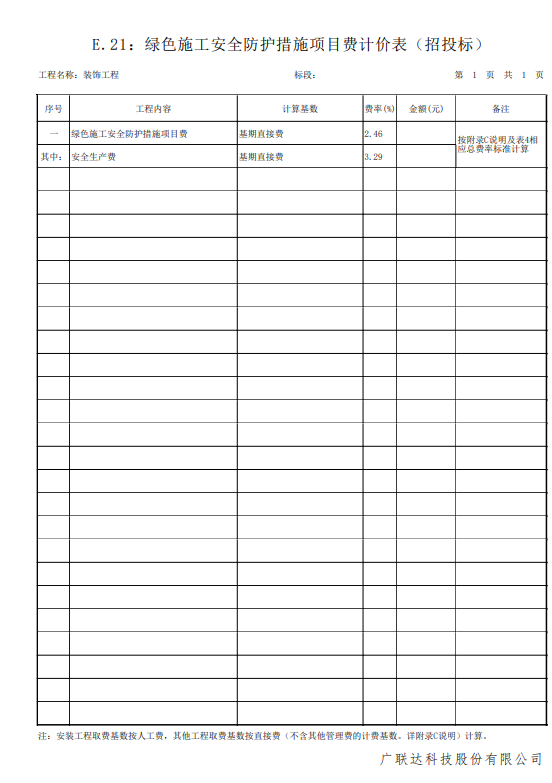 E.21：绿色施工安全防护措施项目费计价表（招投标）
工程名称：装饰工程 标段： 第 1 页 共 1 页
序号 工程内容 计算基数 费率(%) 金额(元) 备注
一 绿色施工安全防护措施项目费 基期直接费 2.46
其中： 安全生产费 基期直接费 3.29
按附录C说明及表4相
应总费率标准计算
注：安装工程取费基数按人工费，其他工程取费基数按直接费（不含其他管理费的计费基数。详附录C说明）计算。
广联达科技股份有限公司